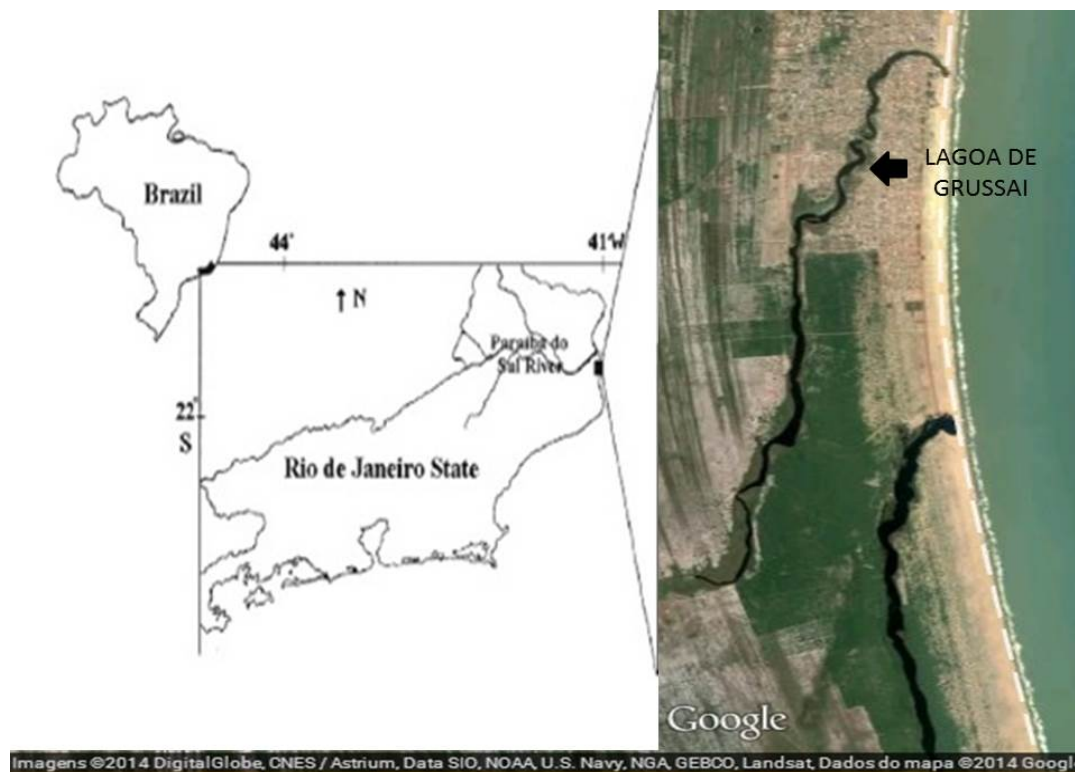 Brazil
44°
41°W
↑ N
Paraíba do
Sul River
22°
S
Rio de Janeiro State
LAGOA DE
GRUSSAI
Google
Imagens ©2014 DigitalGlobe, CNES / Astrium, Data SIO, NOAA, U.S. Navy, NGA, GEBCO, Landsat, Dados do mapa ©2014 Google